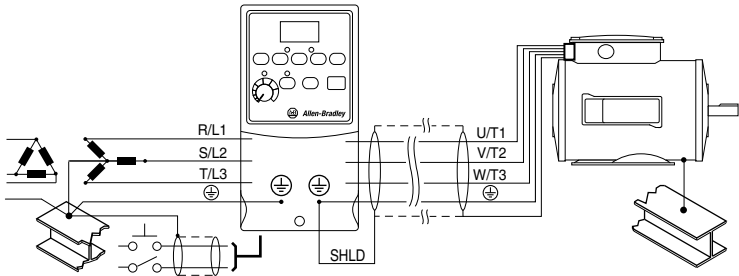 Allen-Bradley
R/L1
S/L2
T/L3
U/T1
V/T2
W/T3
SHLD